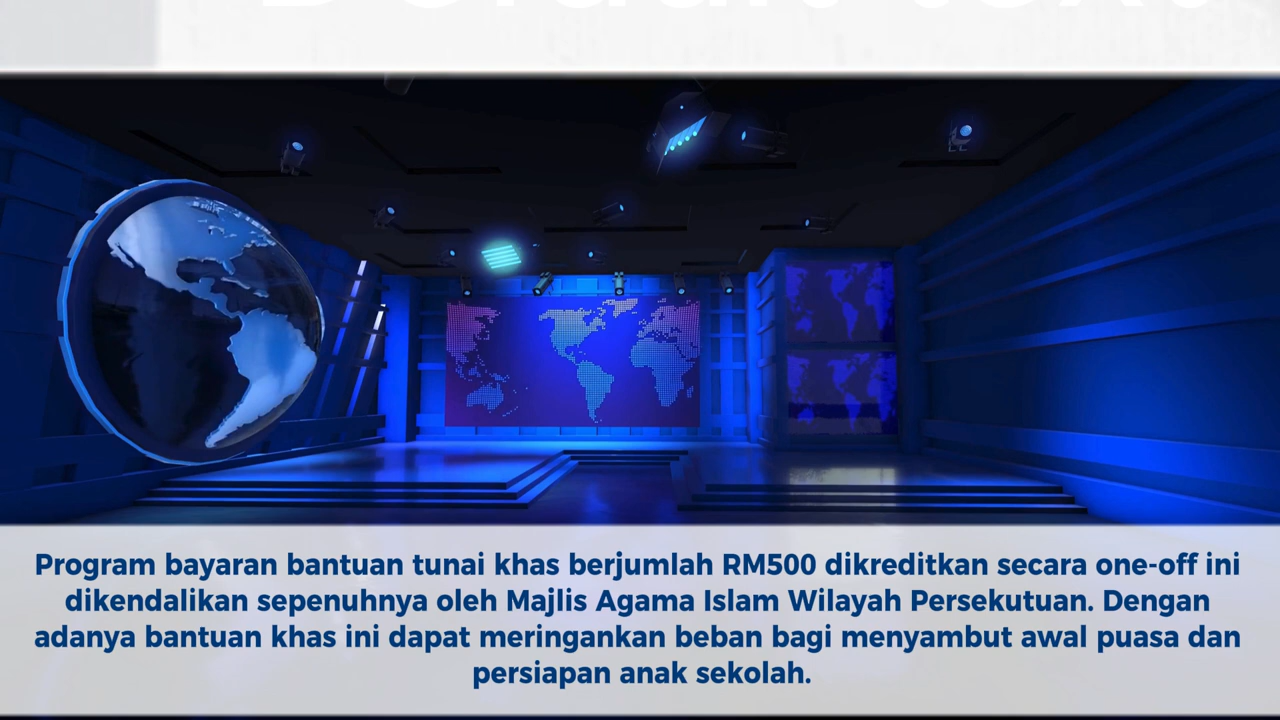 Program bayaran bantuan tunai khas berjumlah RM500 dikreditkan secara one-off ini
dikendalikan sepenuhnya oleh Majlis Agama Islam Wilayah Persekutuan. Dengan
adanya bantuan khas ini dapat meringankan beban bagi menyambut awal puasa dan
persiapan anak sekolah.